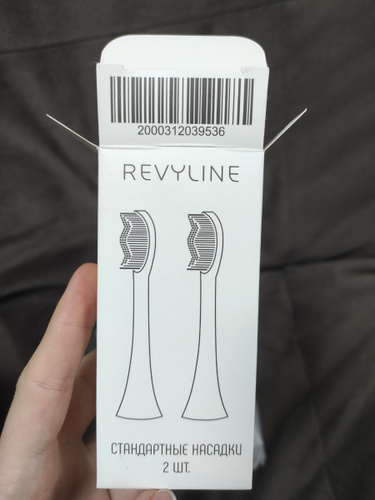 2000312039536
REVYLINE
СТАНДАРТНЫЕ НАСАДКИ
2 ШТ.